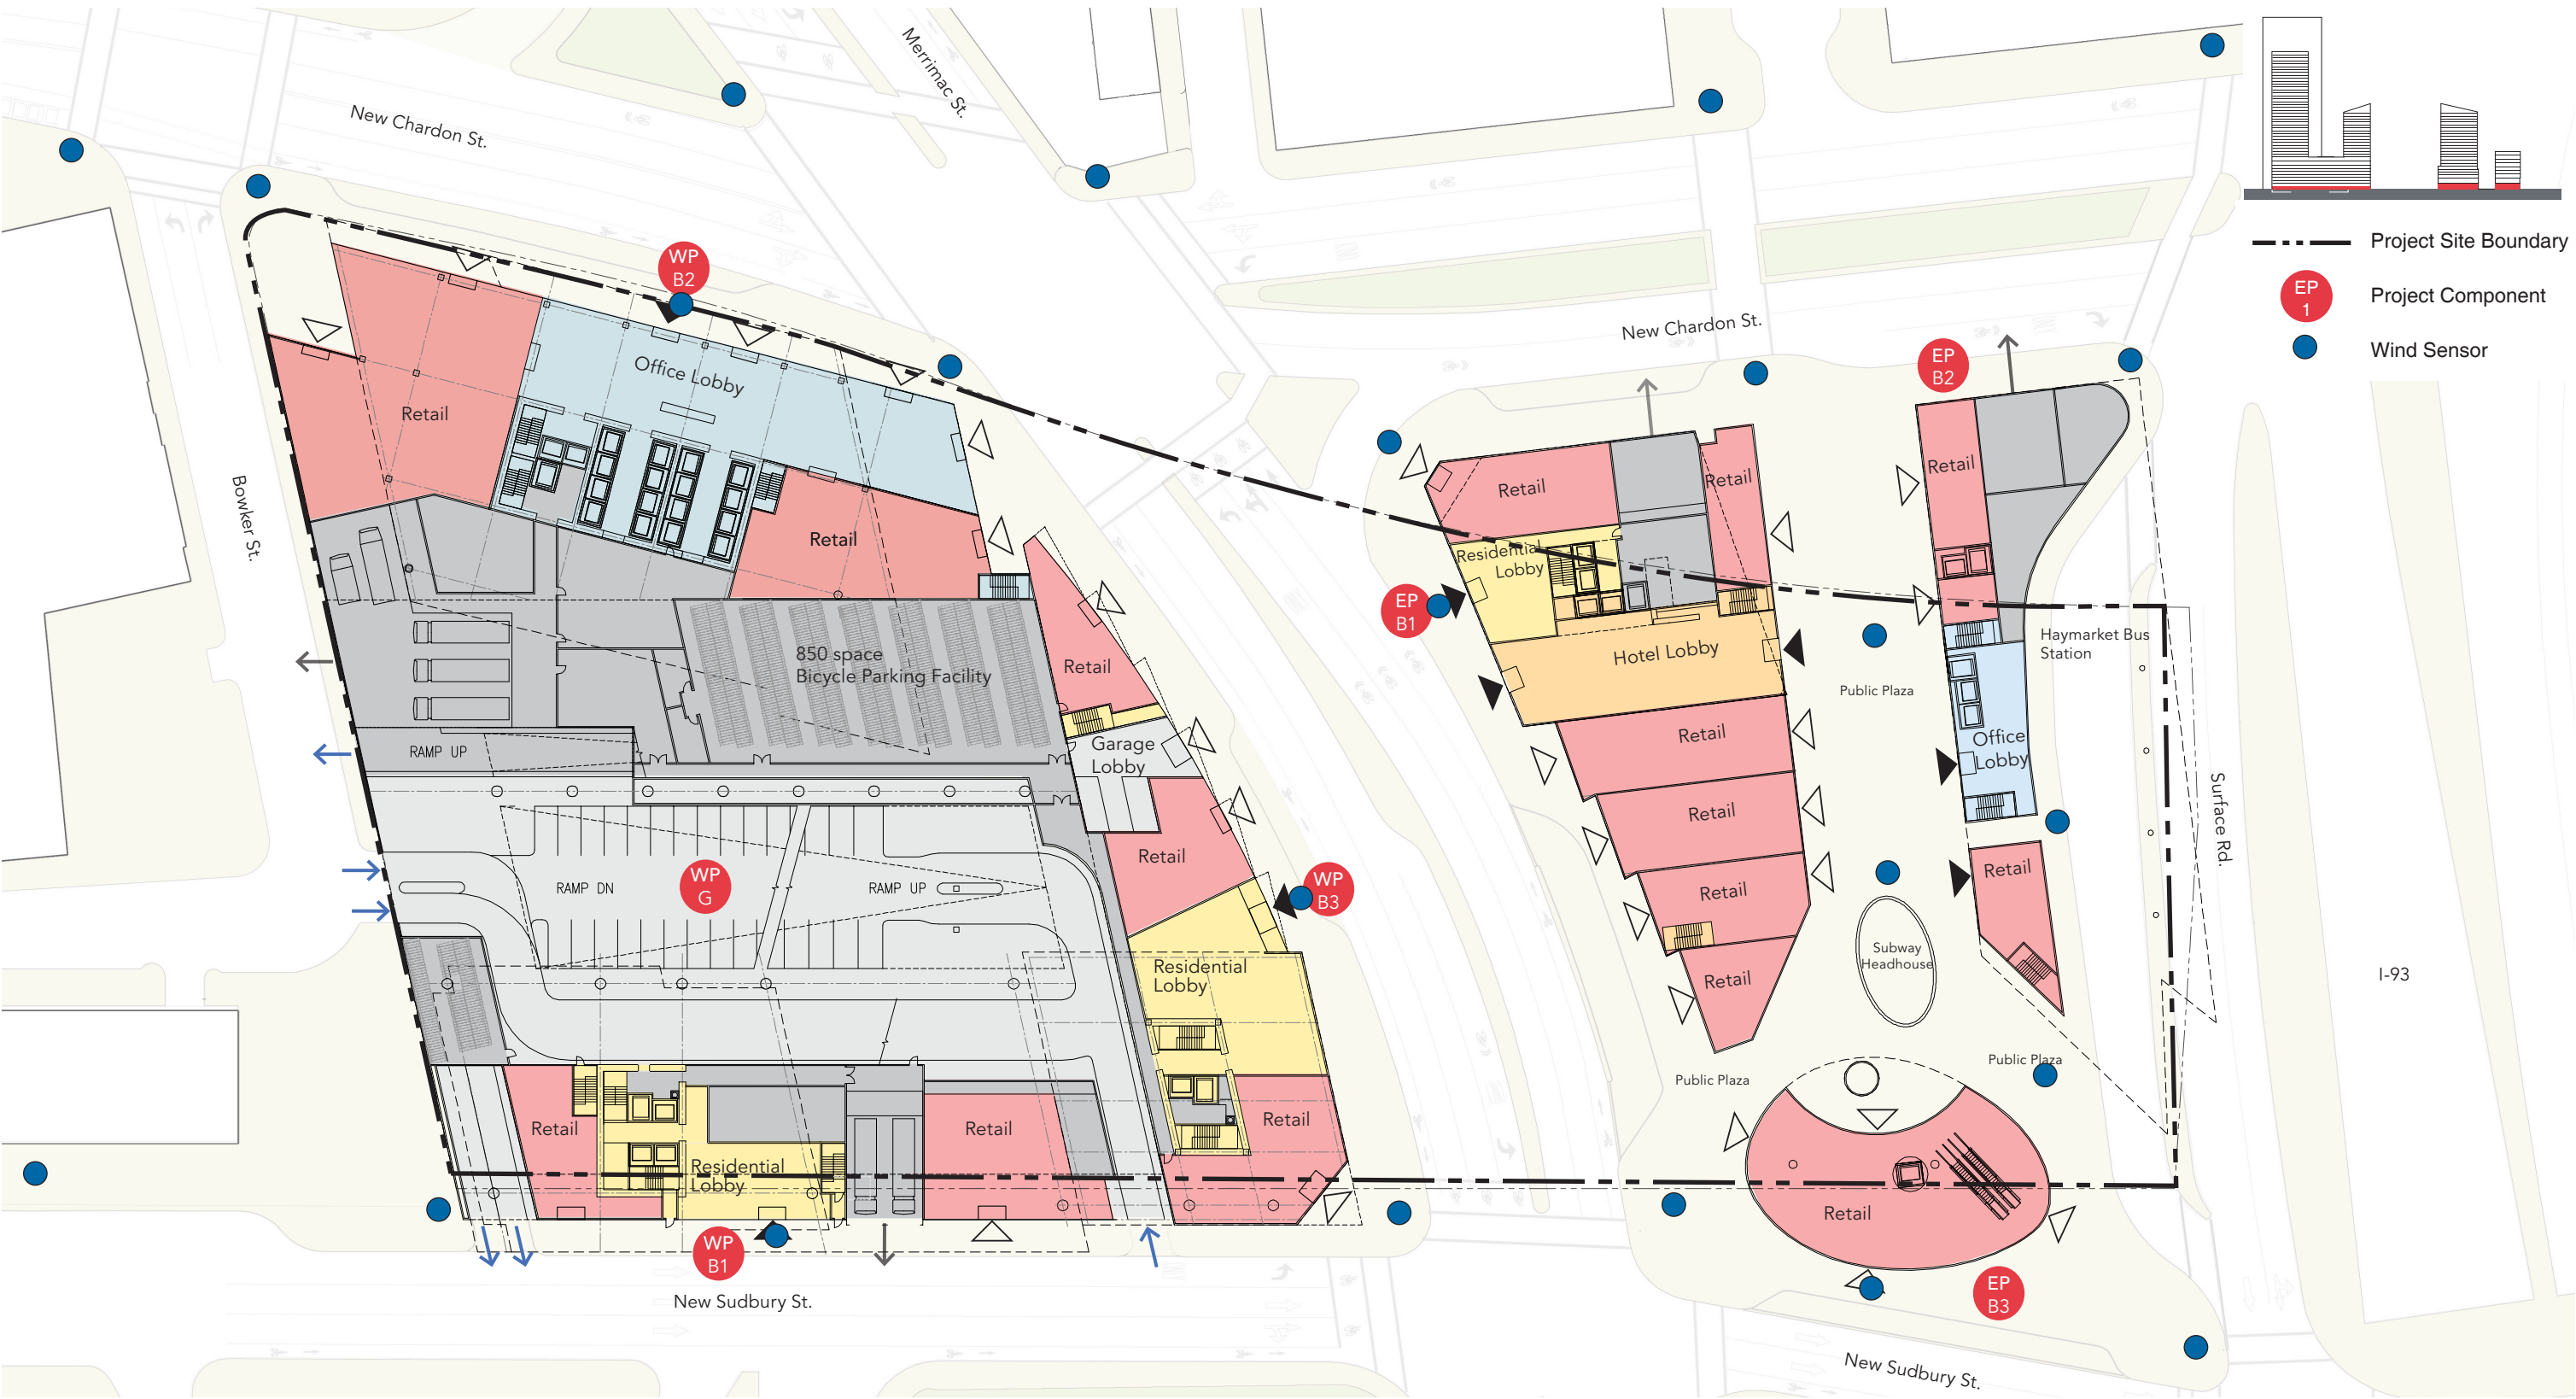 Merrimac St.
New Chardon St.
Project Site Boundary
WP
B2
EP
1
Project Component
Wind Sensor
New Chardon St.
EP
B2
Office Lobby
Retail
Retail
Retail
Retail
Bowker St.
Retail
Residential
Lobby
EP
B1
Hotel Lobby
Haymarket Bus
Station
850 space
Bicycle Parking Facility
Retail
Public Plaza
RAMP UP
Garage
Lobby
Retail
Office
Lobby
Surface Rd.
Retail
Retail
Retail
Retail
RAMP DN
WP
G
RAMP UP
WP
B3
Subway
Headhouse
Residential
Lobby
Retail
I-93
Public Plaza
Public Plaza
Retail
Retail
Retail
Residential
Lobby
Retail
WP
B1
EP
B3
New Sudbury St.
New Sudbury St.